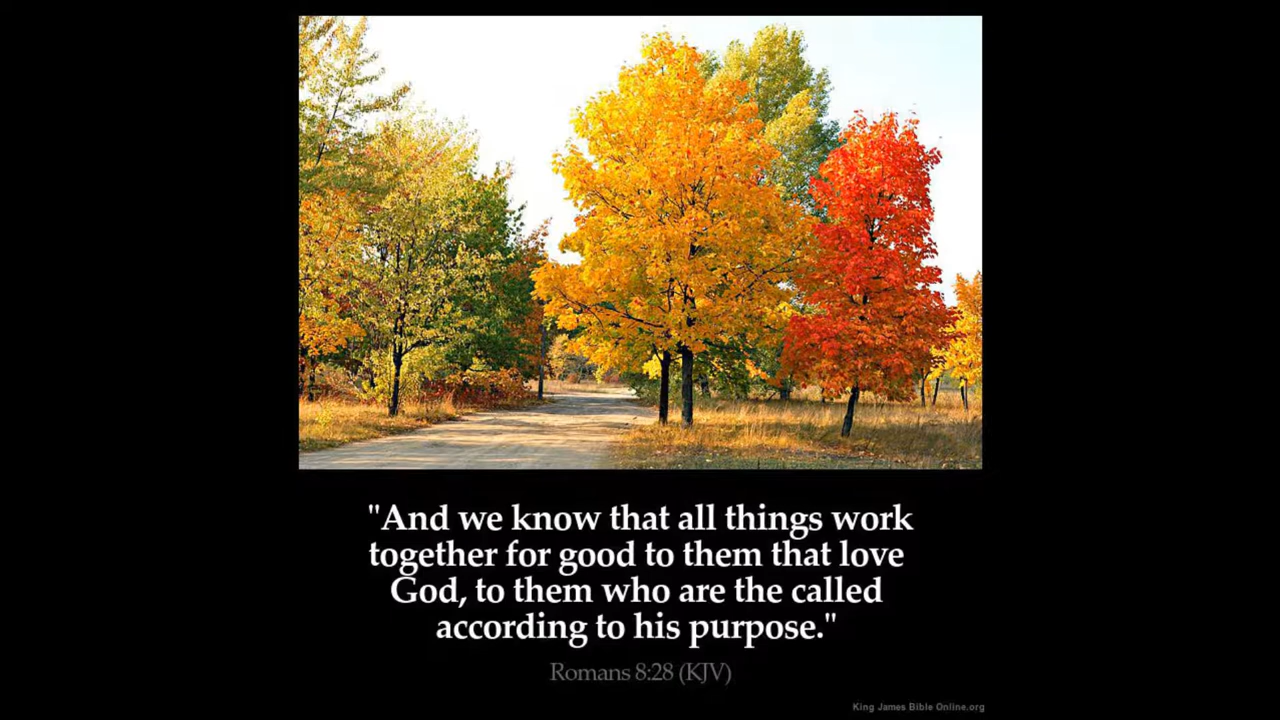 "And we know that all things work
together for good to them that love
God, to them who are the called
according to his purpose."
Romans 8:28 (KJV)
King James Bible Online.org